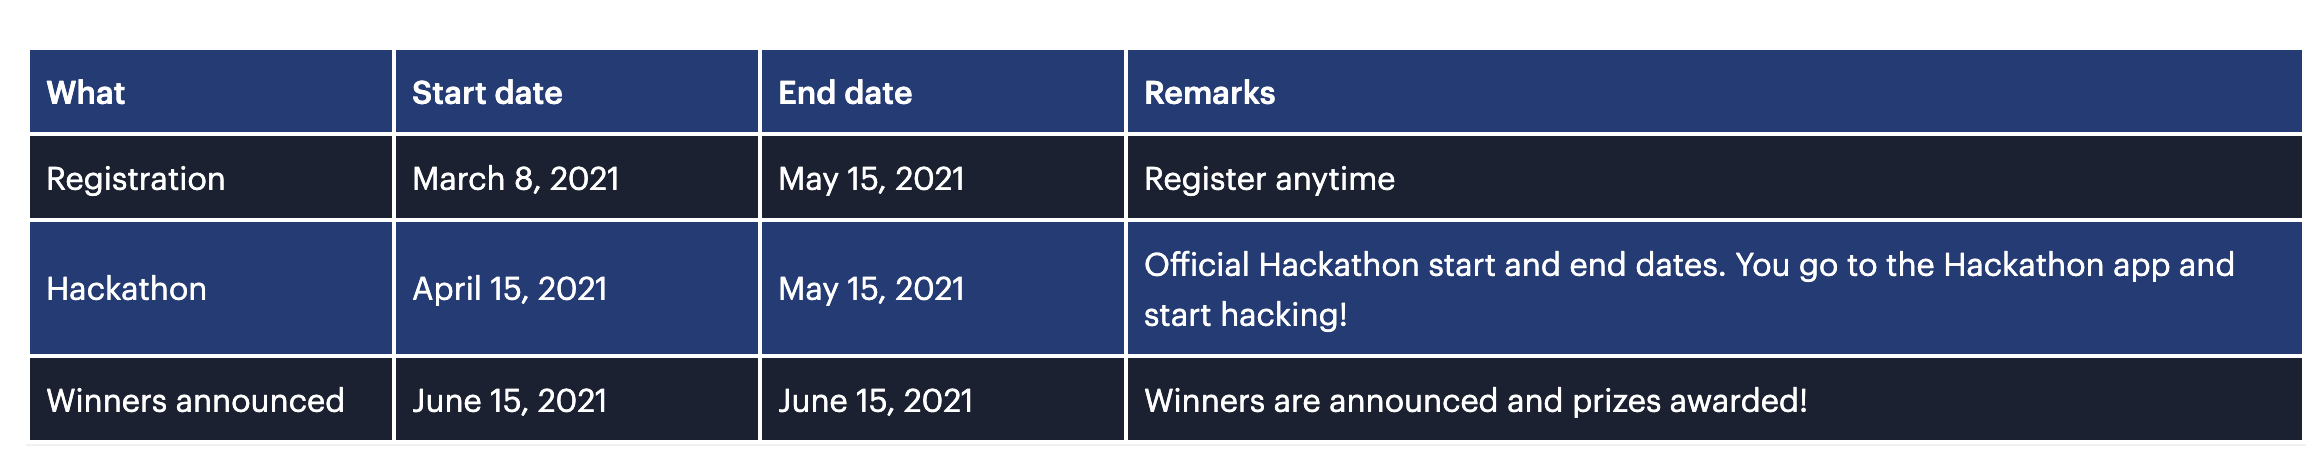 What Start date End date Remarks
Registration March 8, 2021 May 15, 2021 Register anytime
Hackathon April 15, 2021 May 15, 2021 Official Hackathon start and end dates. You go to the Hackathon app and
start hacking!
Winners announced June 15, 2021 June 15, 2021 Winners are announced and prizes awarded!